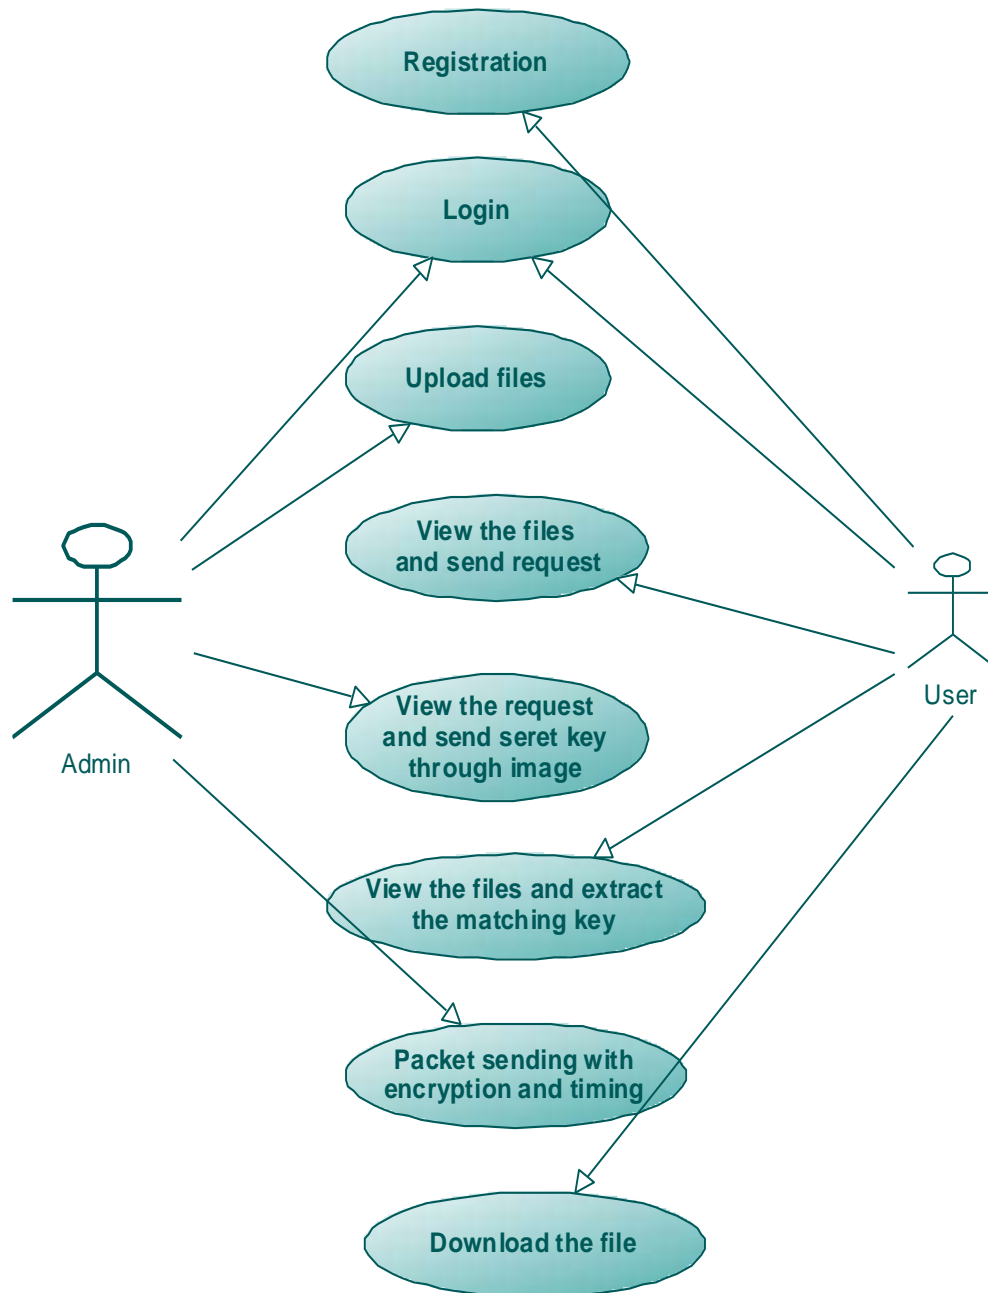 Registration
Login
Upload files
View the files
and send request
User
View the request
and send seret key
through image
Admin
View the files and extract
the matching key
Packet sending with
encryption and timing
Download the file